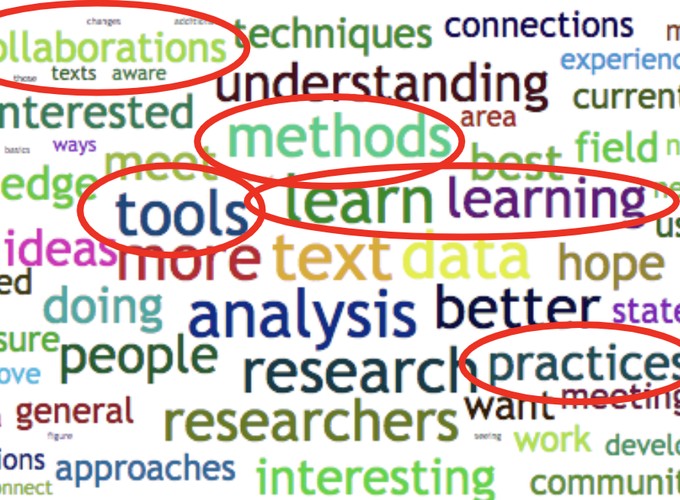 changes additions
ollaborations techniques connections m
those texts aware experienc
understanding
nterested area current
methods
basics ways meet best field n
edge tools learn learning ne
us
ideas more text data hope
ed doing analysis better state
sure people research practices
ove
general researchers want meeting
figure seeing work develo
ions approaches interesting communit
onnect